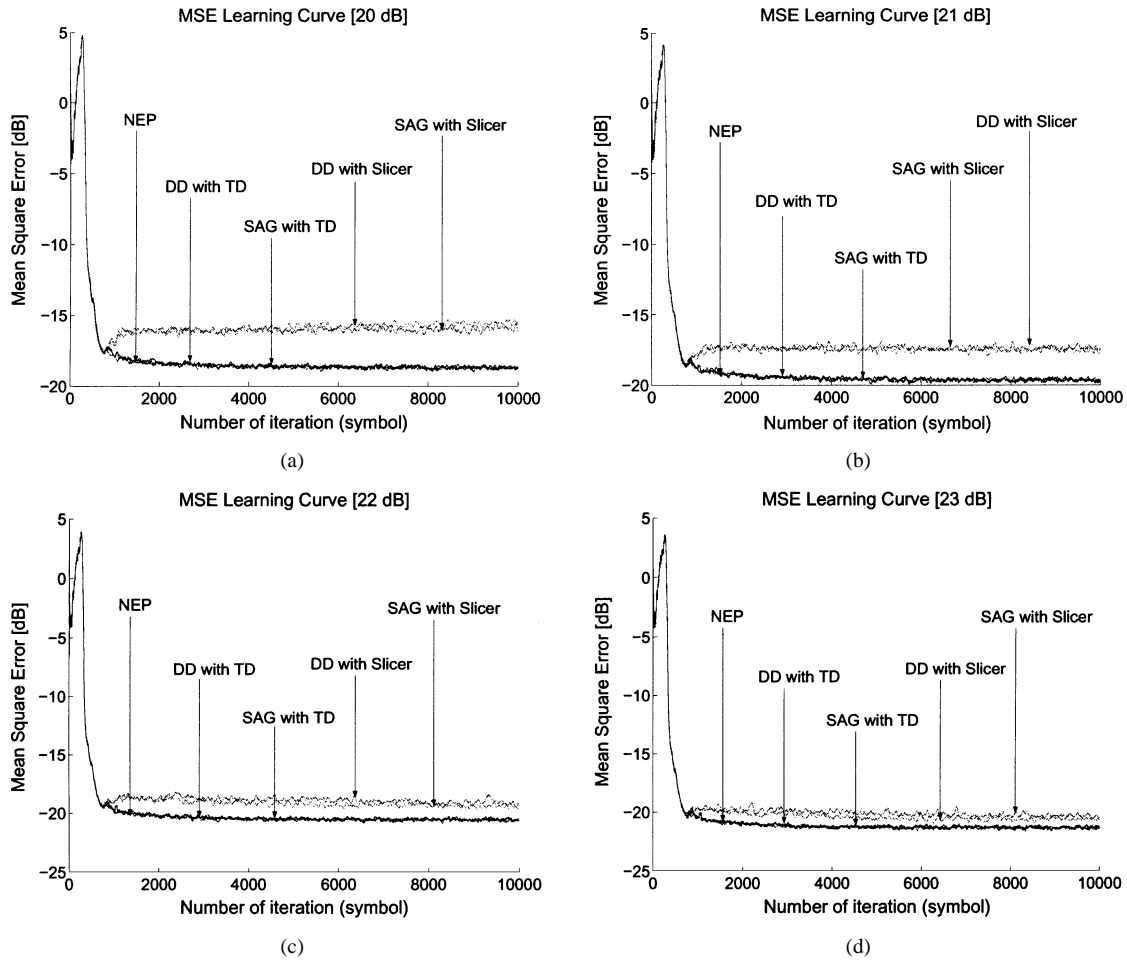 MSE Learning Curve [20 dB]
5
0
−5
−10
−15
−20
Mean Square Error [dB]
NEP
DD with TD
SAG with TD
DD with Slicer
SAG with Slicer
0 2000 4000 6000 8000 10000
Number of iteration (symbol)
(a)
MSE Learning Curve [21 dB]
5
0
−5
−10
−15
−20
Mean Square Error [dB]
NEP
DD with TD
SAG with TD
SAG with Slicer
DD with Slicer
0 2000 4000 6000 8000 10000
Number of iteration (symbol)
(b)
MSE Learning Curve [22 dB]
5
0
−5
−10
−15
−20
−25
Mean Square Error [dB]
NEP
DD with TD
SAG with TD
DD with Slicer
SAG with Slicer
0 2000 4000 6000 8000 10000
Number of iteration (symbol)
(c)
MSE Learning Curve [23 dB]
5
0
−5
−10
−15
−20
−25
Mean Square Error [dB]
NEP
DD with TD
SAG with TD
DD with Slicer
SAG with Slicer
0 2000 4000 6000 8000 10000
Number of iteration (symbol)
(d)